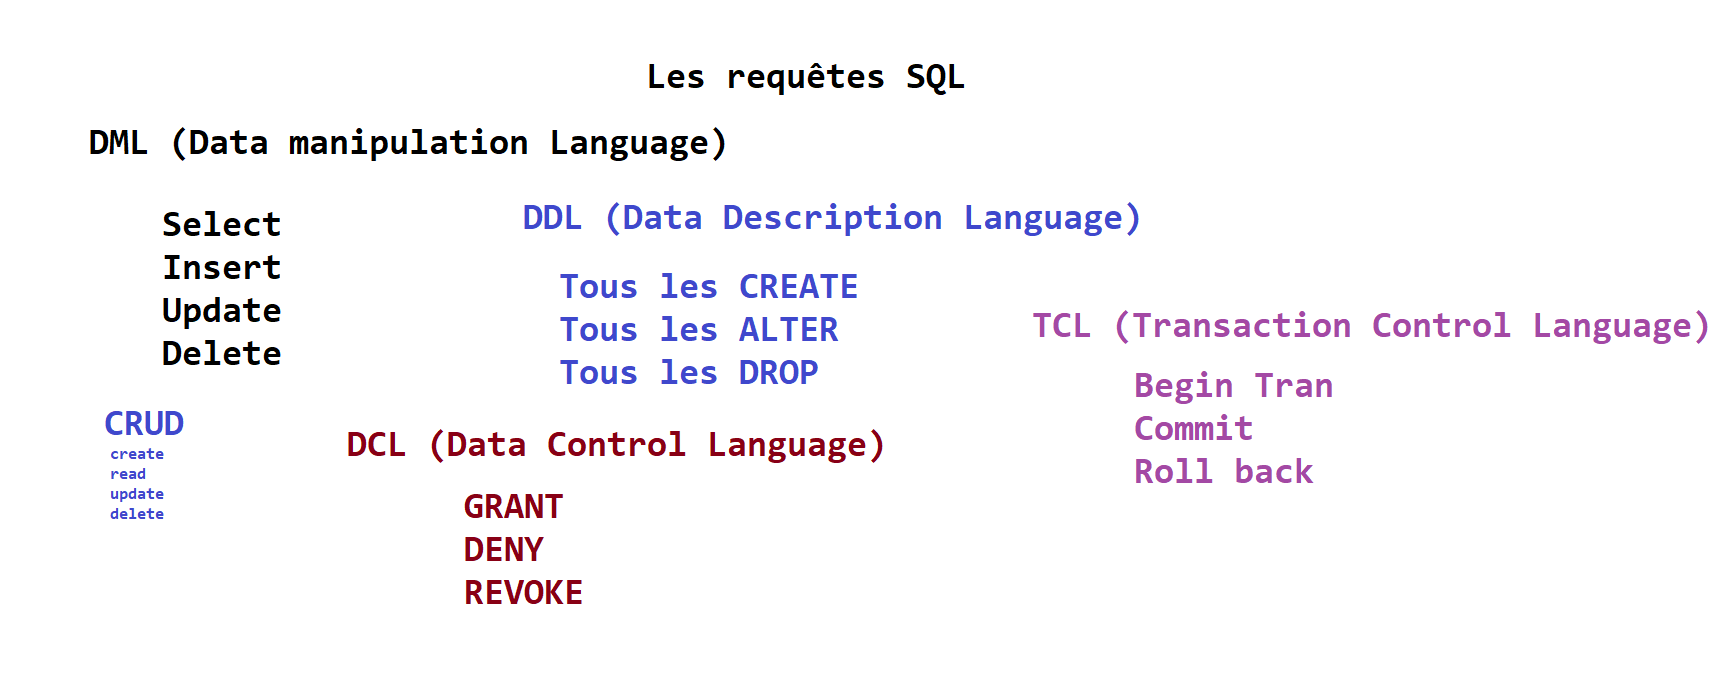 Les requêtes SQL
DML (Data manipulation Language)
Select
Insert
Update
Delete
CRUD
create
read
update
delete
DDL (Data Description Language)
Tous les CREATE
Tous les ALTER
Tous les DROP
DCL (Data Control Language)
GRANT
DENY
REVOKE
TCL (Transaction Control Language)
Begin Tran
Commit
Roll back